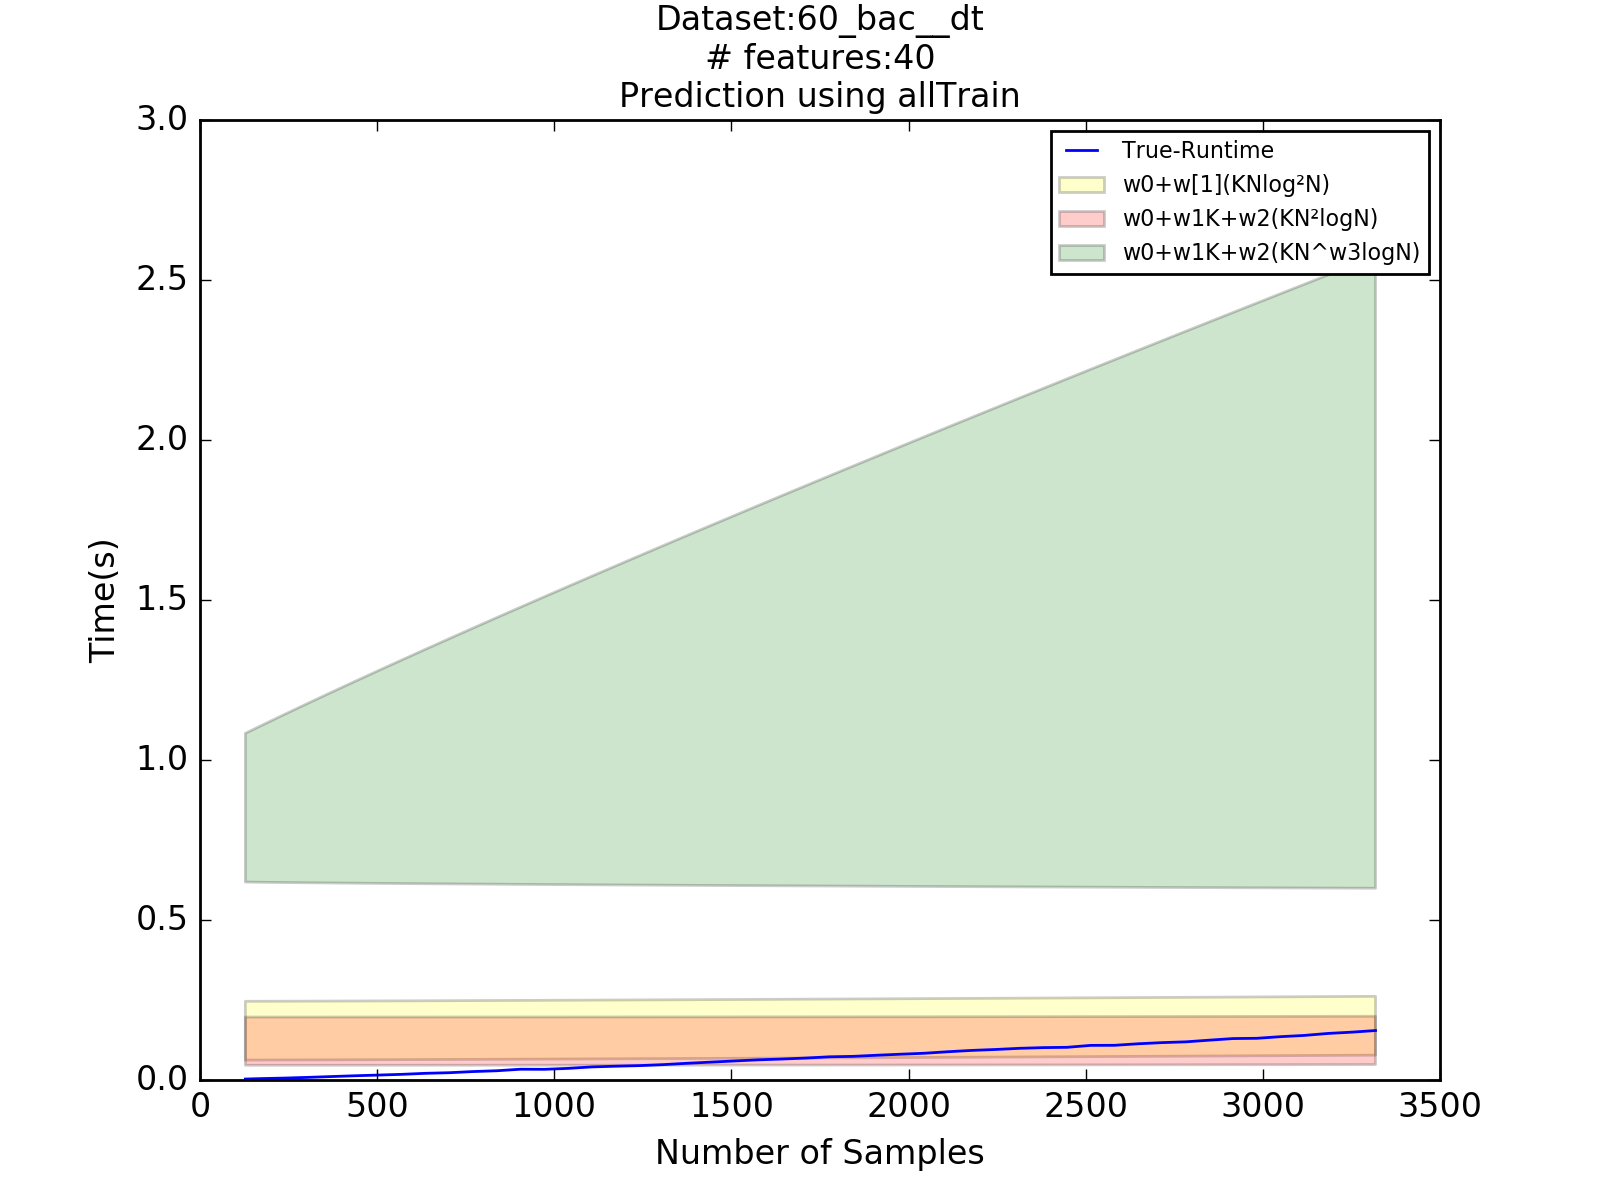 Dataset:60_bac__dt
# features:40
Prediction using allTrain
3.0
2.5
2.0
1.5
1.0
0.5
0.0
Time(s)
True-Runtime
w0+w[1](KNlog²N)
w0+w1K+w2(KN²logN)
w0+w1K+w2(KN^w3logN)
0 500 1000 1500 2000 2500 3000 3500
Number of Samples